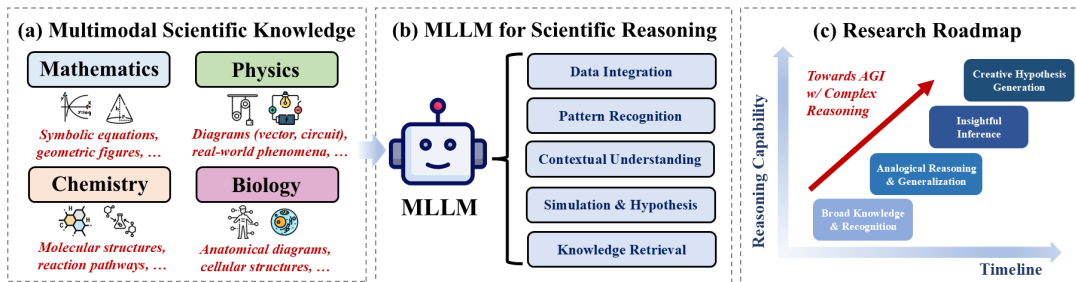 (a) Multimodal Scientific Knowledge
Mathematics
Symbolic equations,
geometric figures, …
Physics
Diagrams (vector, circuit),
real-world phenomena, …
Chemistry
Molecular structures,
reaction pathways, …
Biology
Anatomical diagrams,
cellular structures, …
(b) MLLM for Scientific Reasoning
MLLM
Data Integration
Pattern Recognition
Contextual Understanding
Simulation & Hypothesis
Knowledge Retrieval
(c) Research Roadmap
Reasoning Capability
Towards AGI
w/ Complex
Reasoning
Creative Hypothesis
Generation
Insightful
Inference
Analogical Reasoning
& Generalization
Broad Knowledge
& Recognition
Timeline